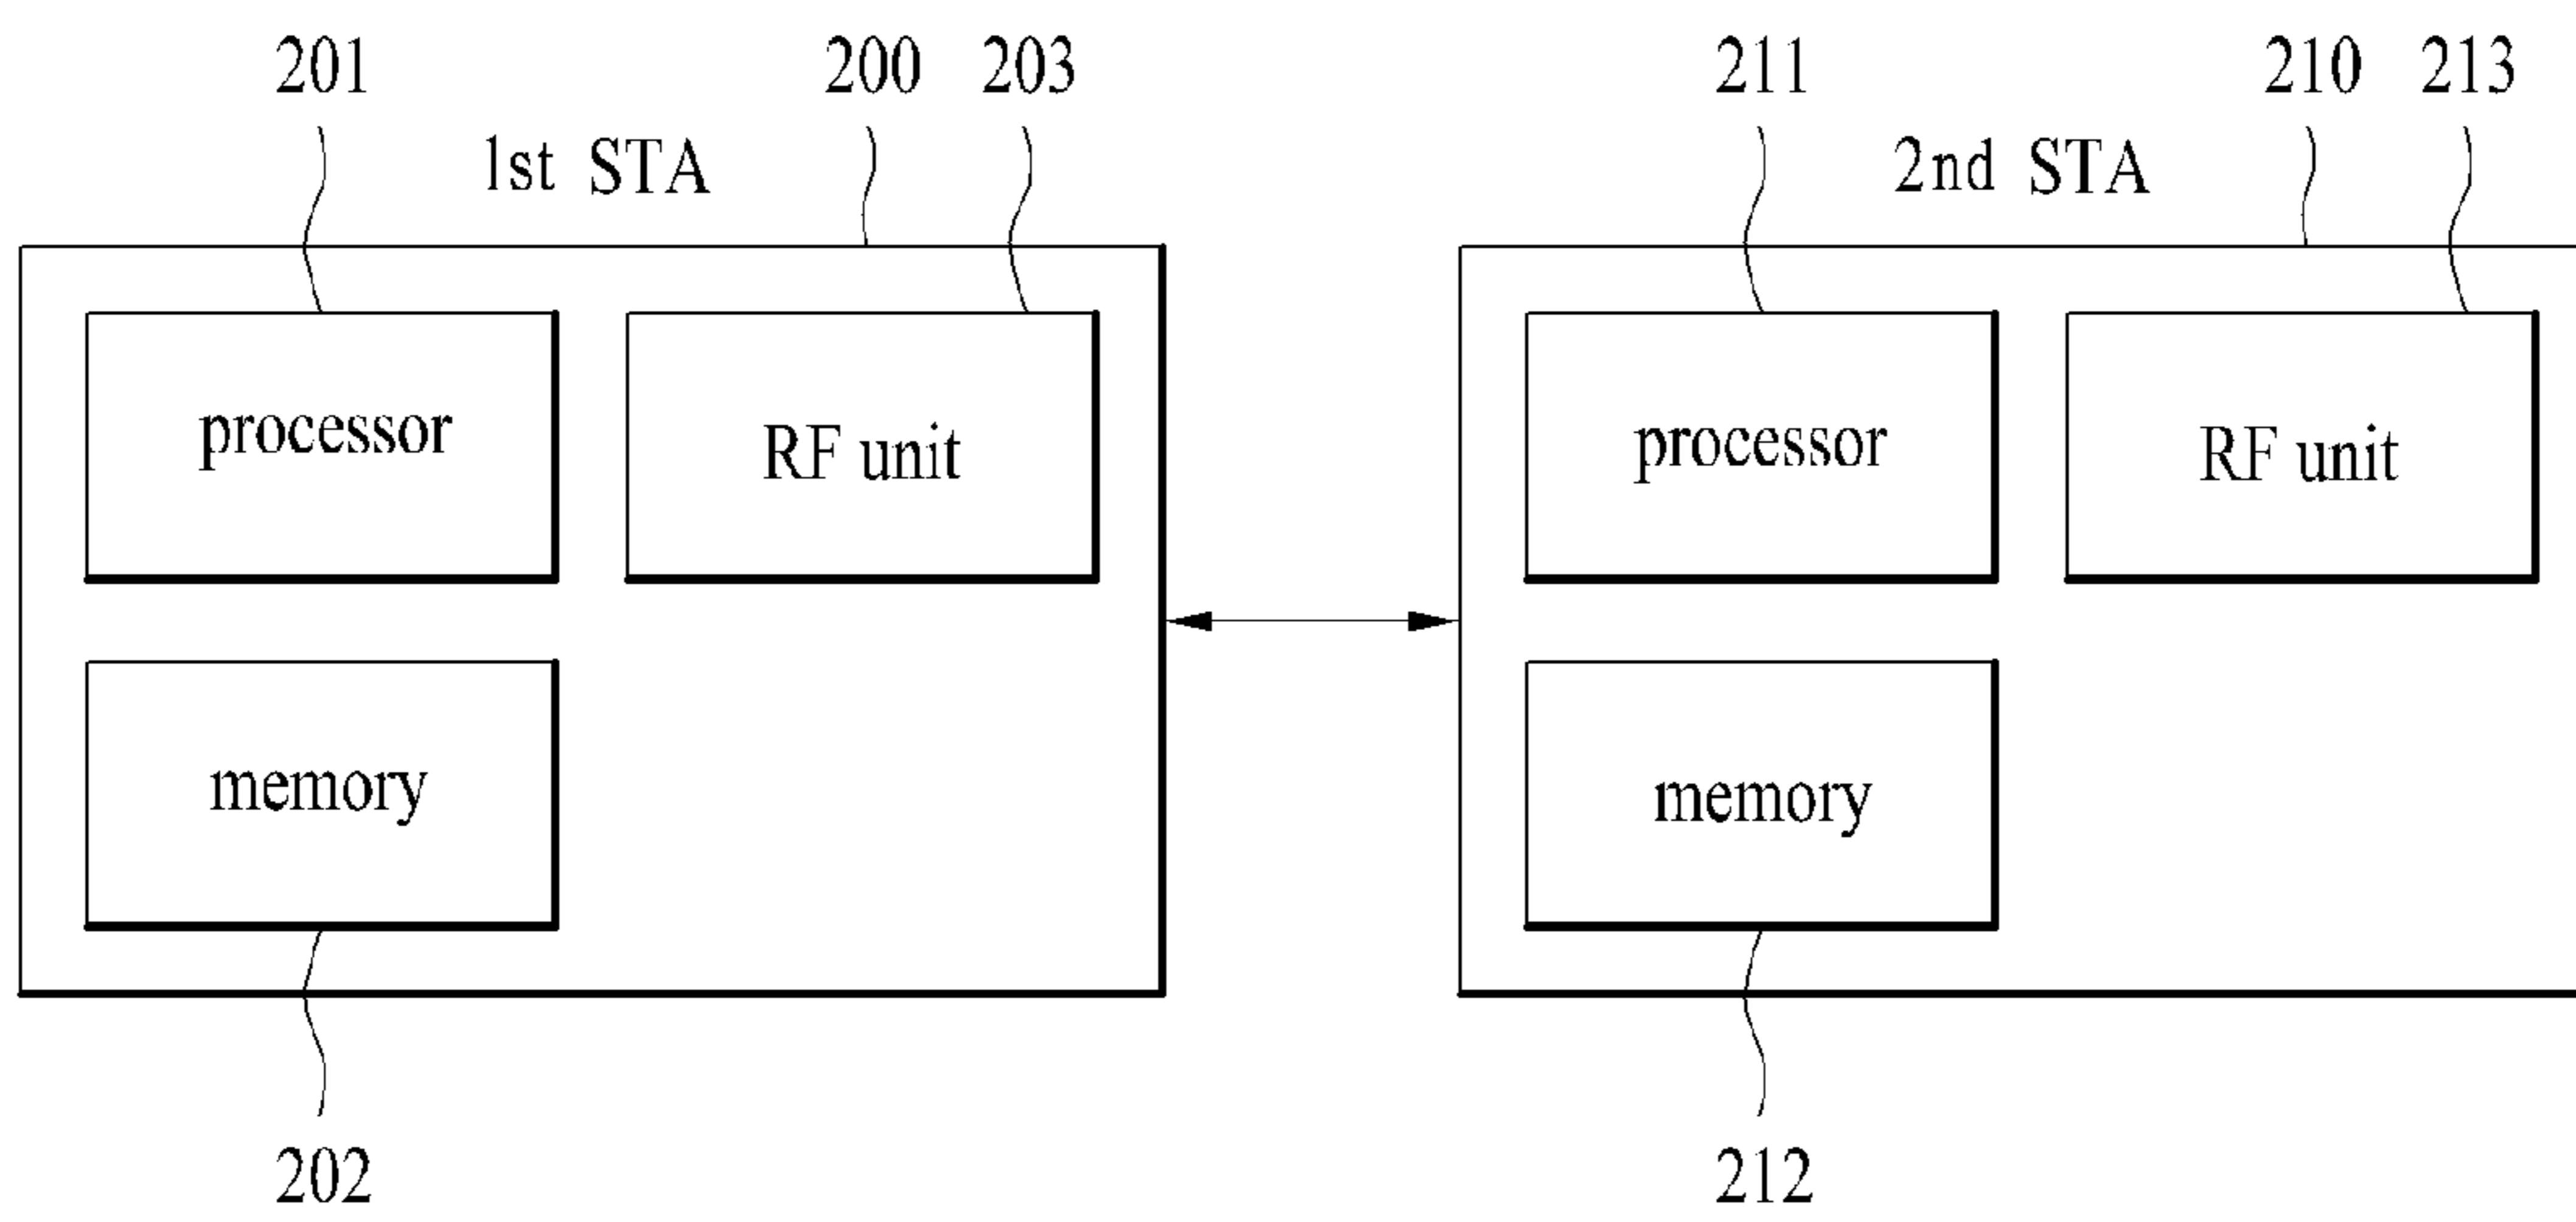 201 200 203 211 210 213
1st STA 2nd STA
processor RF unit processor RF unit
memory memory
202 212